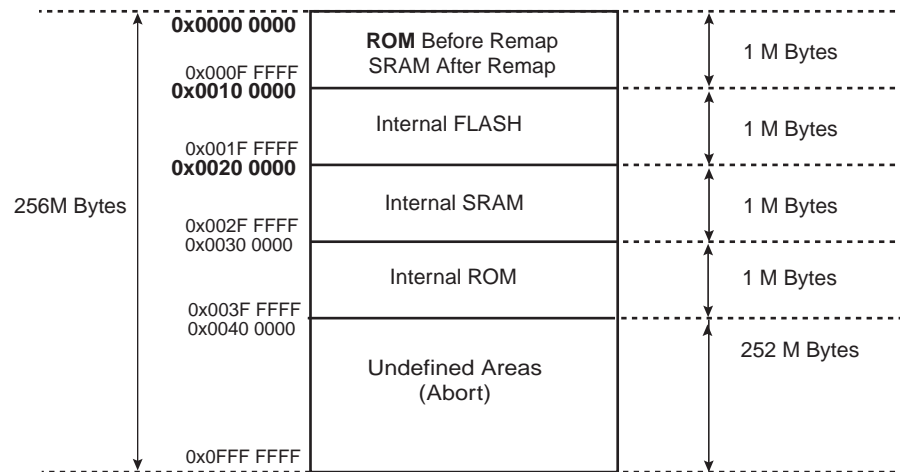 0x0000 0000
ROM Before Remap
SRAM After Remap
1 M Bytes
0x000F FFFF
0x0010 0000
Internal FLASH
1 M Bytes
0x001F FFFF
0x0020 0000
256M Bytes
Internal SRAM
1 M Bytes
0x002F FFFF
0x0030 0000
Internal ROM
1 M Bytes
0x003F FFFF
0x0040 0000
252 M Bytes
Undefined Areas
(Abort)
0x0FFF FFFF